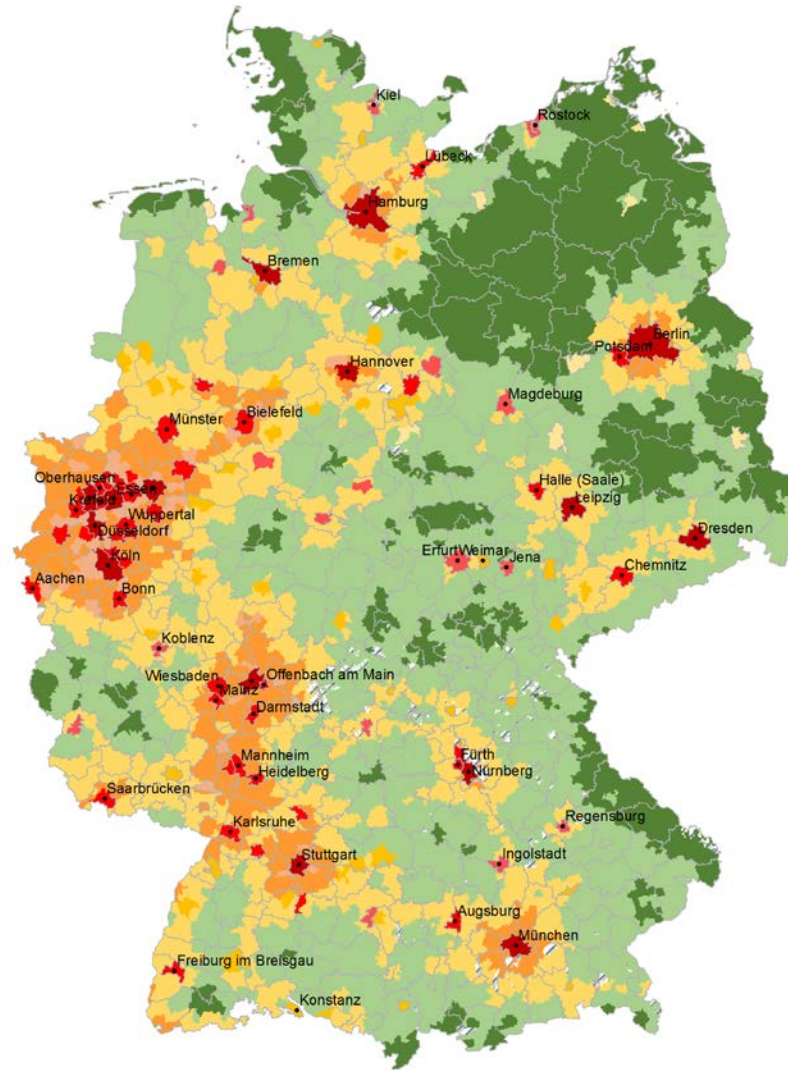 Kiel
Rostock
Lübeck
Hamburg
Bremen
Berlin
Potsdam
Hannover
Magdeburg
Münster
Bielefeld
Oberhausen
Essen
Krefeld
Halle (Saale)
Leipzig
Wuppertal
Düsseldorf
Dresden
Köln
Erfurt
Weimar
Jena
Chemnitz
Aachen
Bonn
Koblenz
Wiesbaden
Offenbach am Main
Mainz
Darmstadt
Mannheim
Heidelberg
Fürth
Nürnberg
Saarbrücken
Karlsruhe
Regensburg
Stuttgart
Ingolstadt
Augsburg
München
Freiburg im Breisgau
Konstanz